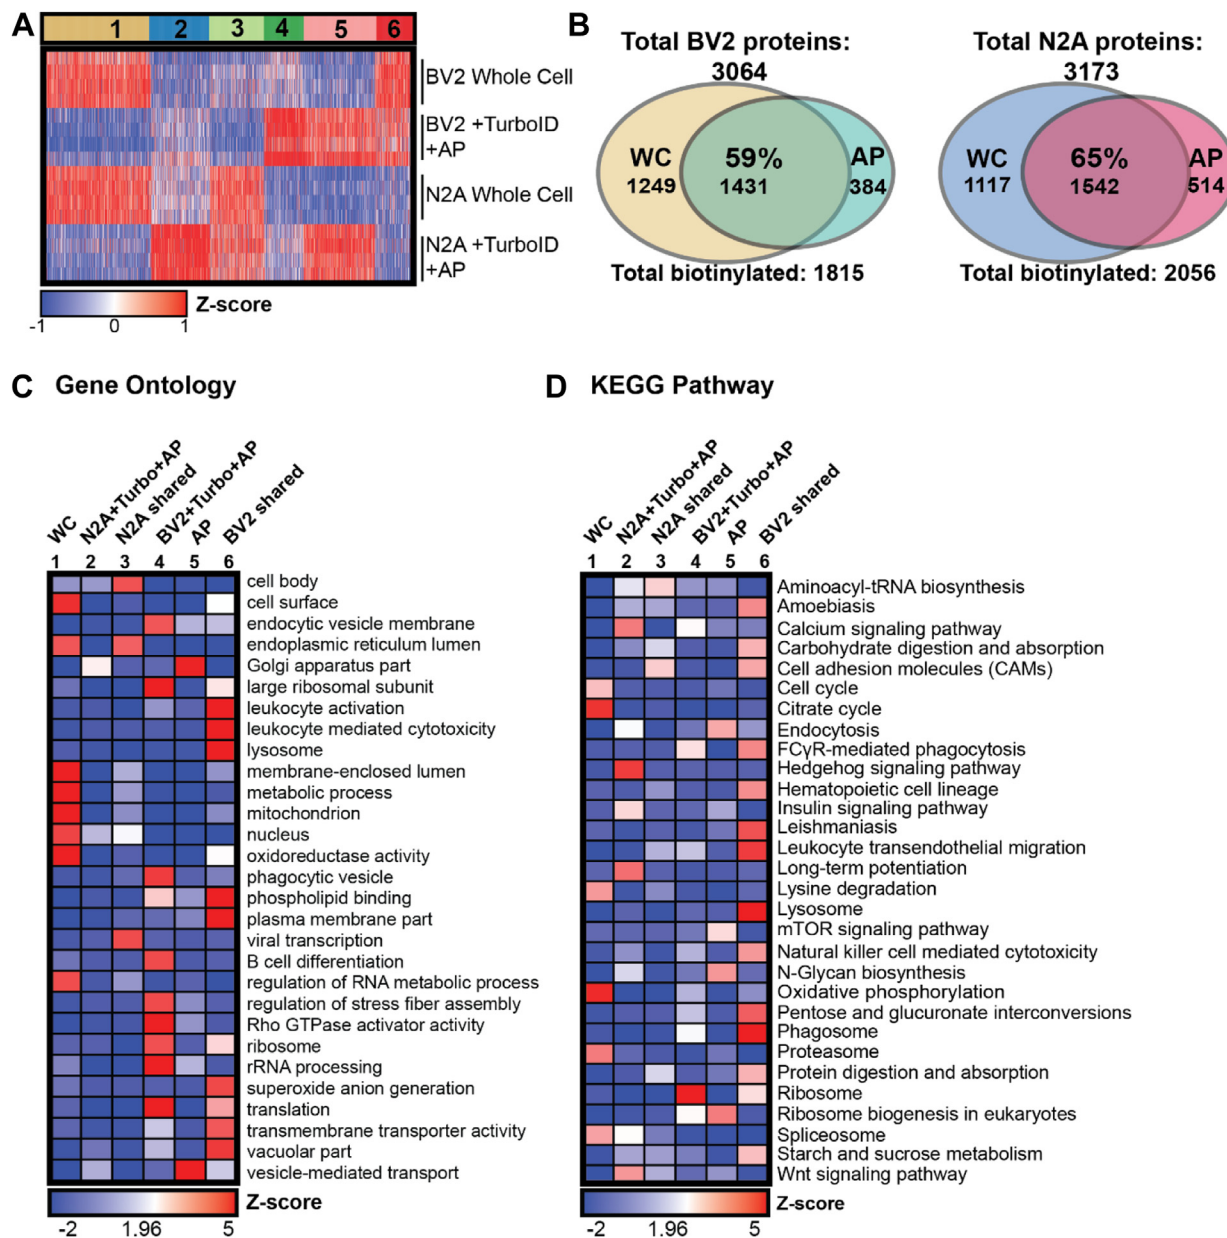 A
1 2 3 4 5 6
BV2 Whole Cell
BV2 +TurboID
+AP
N2A Whole Cell
N2A +TurboID
+AP
Z-score
-1 0 1
B
Total BV2 proteins:
3064
WC
1249
59%
1431
AP
384
Total biotinylated: 1815
Total N2A proteins:
3173
WC
1117
65%
1542
AP
514
Total biotinylated: 2056
C Gene Ontology
WC
N2A+Turbo+AP
N2A shared
BV2+Turbo+AP
AP
BV2 shared
1 2 3 4 5 6
cell body
cell surface
endocytic vesicle membrane
endoplasmic reticulum lumen
Golgi apparatus part
large ribosomal subunit
leukocyte activation
leukocyte mediated cytotoxicity
lysosome
membrane-enclosed lumen
metabolic process
mitochondrion
nucleus
oxidoreductase activity
phagocytic vesicle
phospholipid binding
plasma membrane part
viral transcription
B cell differentiation
regulation of RNA metabolic process
regulation of stress fiber assembly
Rho GTPase activator activity
ribosome
rRNA processing
superoxide anion generation
translation
transmembrane transporter activity
vacuolar part
vesicle-mediated transport
Z-score
-2 1.96 5
D KEGG Pathway
WC
N2A+Turbo+AP
N2A shared
BV2+Turbo+AP
AP
BV2 shared
1 2 3 4 5 6
Aminoacyl-tRNA biosynthesis
Amoebiasis
Calcium signaling pathway
Carbohydrate digestion and absorption
Cell adhesion molecules (CAMs)
Cell cycle
Citrate cycle
Endocytosis
FCγR-mediated phagocytosis
Hedgehog signaling pathway
Hematopoietic cell lineage
Insulin signaling pathway
Leishmaniasis
Leukocyte transendothelial migration
Long-term potentiation
Lysine degradation
Lysosome
mTOR signaling pathway
Natural killer cell mediated cytotoxicity
N-Glycan biosynthesis
Oxidative phosphorylation
Pentose and glucuronate interconversions
Phagosome
Proteasome
Protein digestion and absorption
Ribosome
Ribosome biogenesis in eukaryotes
Spliceosome
Starch and sucrose metabolism
Wnt signaling pathway
Z-score
-2 1.96 5